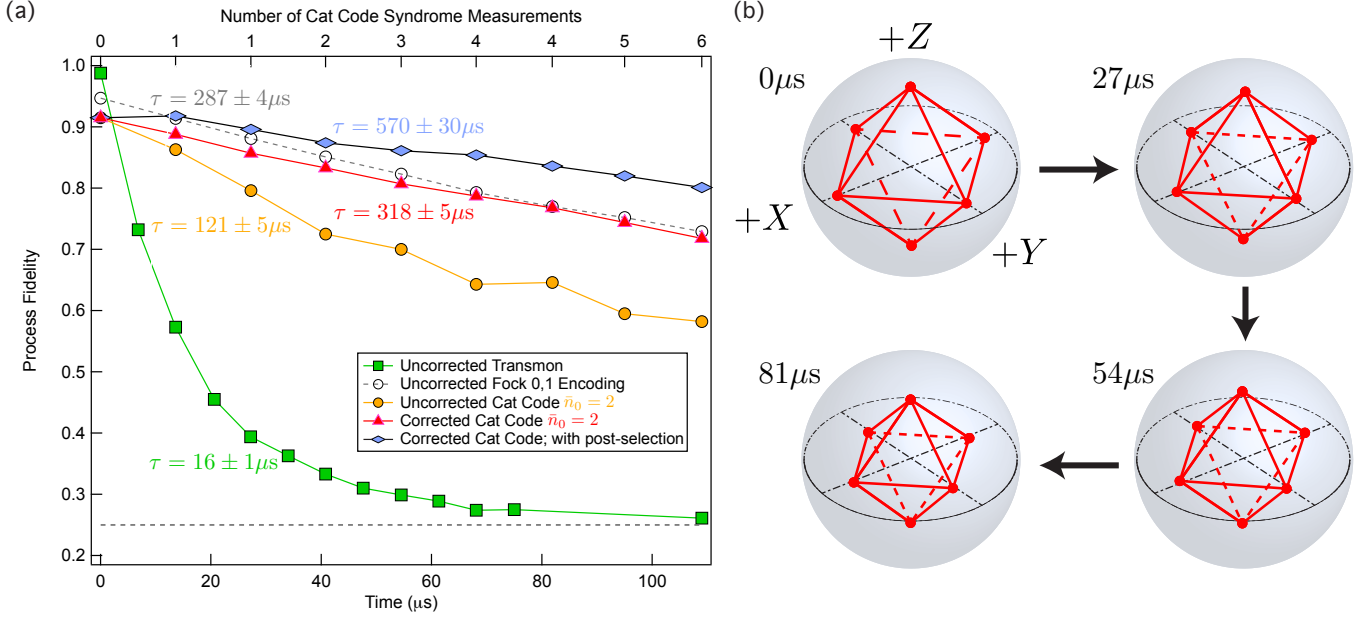 (a)
Number of Cat Code Syndrome Measurements
0 1 1 2 3 4 4 5 6
1.0
0.9
0.8
0.7
0.6
0.5
0.4
0.3
0.2
Process Fidelity
τ = 287 ± 4μs
τ = 570 ± 30μs
τ = 318 ± 5μs
τ = 121 ± 5μs
τ = 16 ± 1μs
Uncorrected Transmon
Uncorrected Fock 0,1 Encoding
Uncorrected Cat Code n̄₀ = 2
Corrected Cat Code n̄₀ = 2
Corrected Cat Code; with post-selection
0 20 40 60 80 100
Time (μs)
(b)
+Z
0μs
27μs
+X
+Y
81μs
54μs